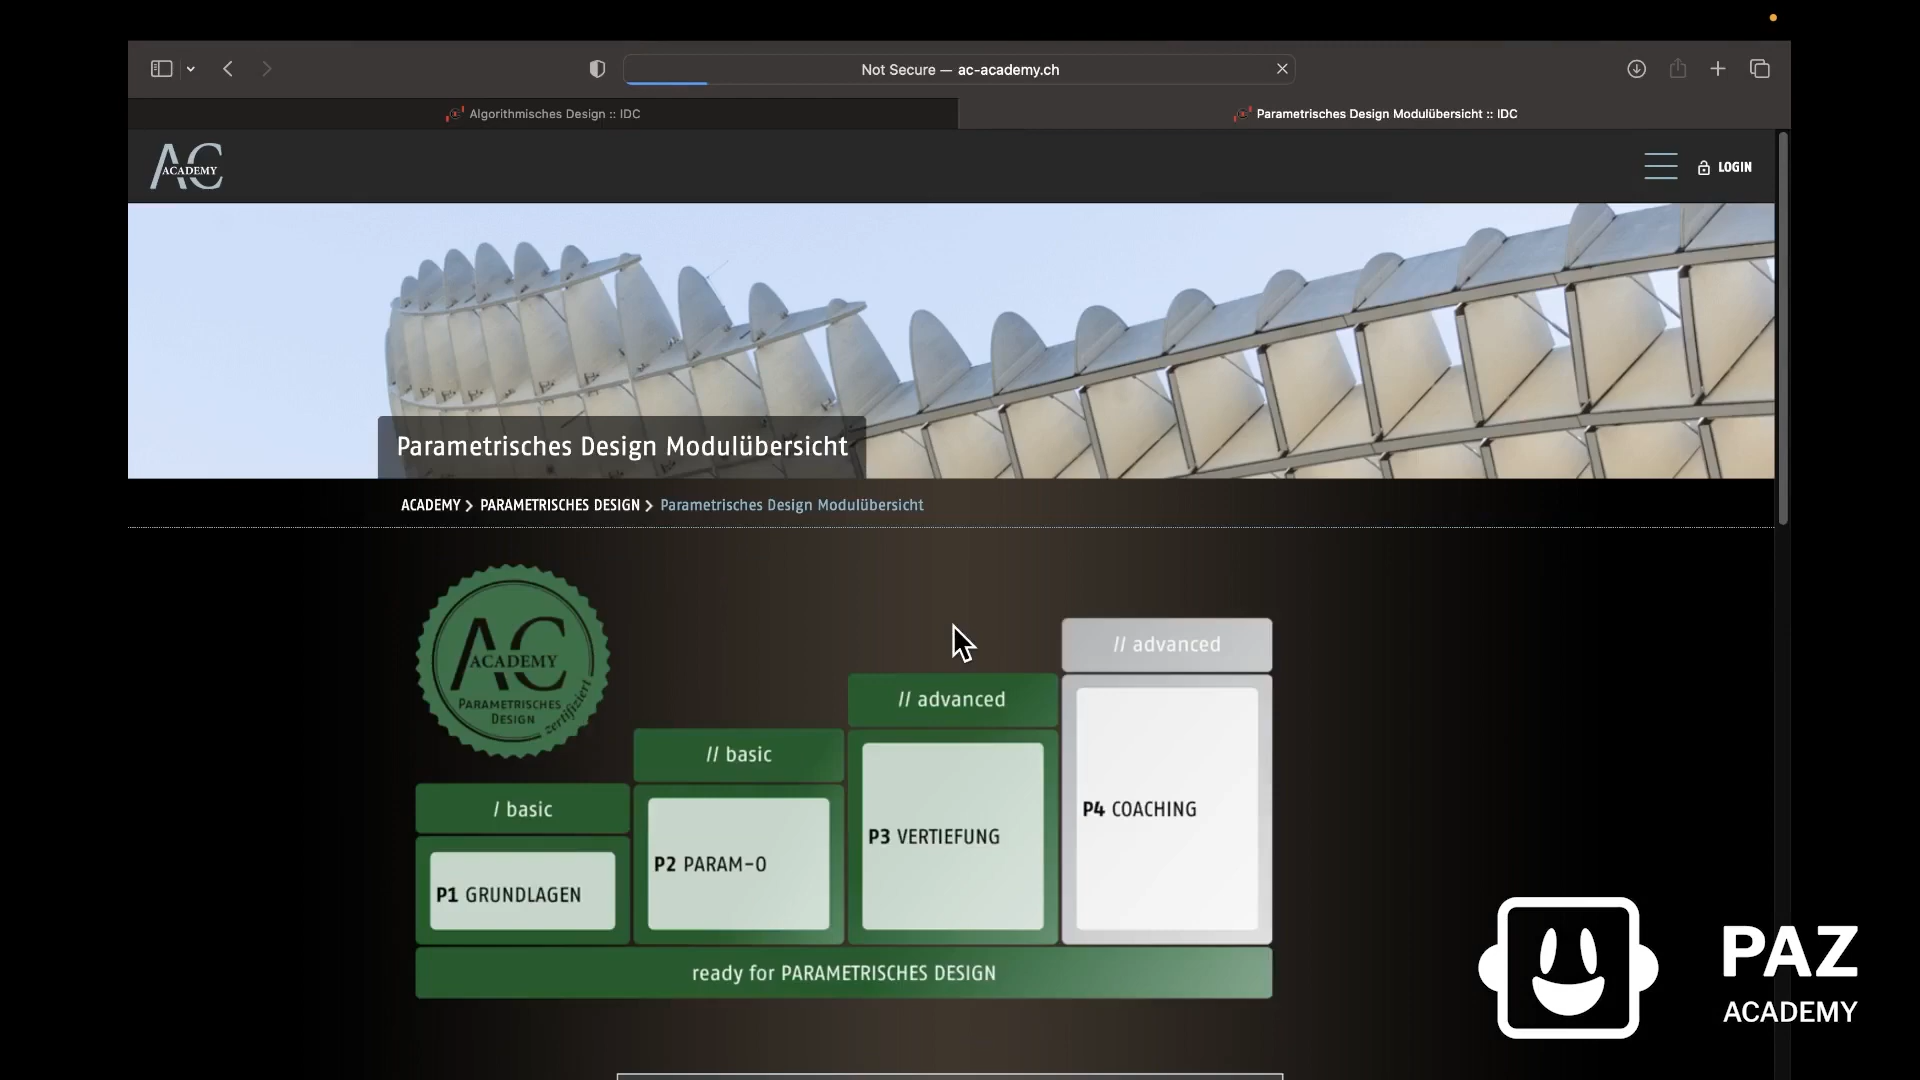 Not Secure — ac-academy.ch
Algorithmisches Design :: IDC
Parametrisches Design Modulübersicht :: IDC
AC
ACADEMY
LOGIN
Parametrisches Design Modulübersicht
ACADEMY > PARAMETRISCHES DESIGN > Parametrisches Design Modulübersicht
AC
ACADEMY
PARAMETRISCHES
DESIGN
zertifiziert
// advanced
// advanced
// basic
/ basic
P4 COACHING
P3 VERTIEFUNG
P2 PARAM-O
P1 GRUNDLAGEN
ready for PARAMETRISCHES DESIGN
PAZ
ACADEMY